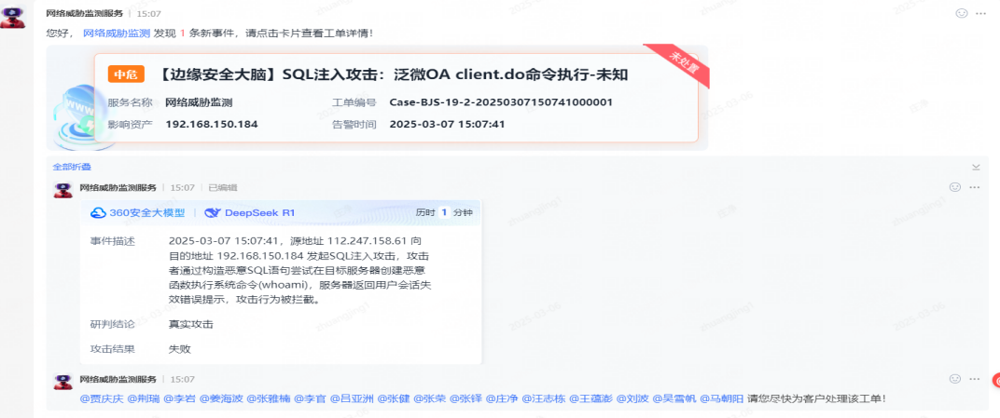 网络威胁监测服务 | 15:07
您好， 网络威胁监测 发现 1 条新事件，请点击卡片查看工单详情！
未处置
中危 【边缘安全大脑】SQL注入攻击：泛微OA client.do命令执行-未知
服务名称 网络威胁监测 工单编号 Case-BJS-19-2-20250307150741000001
影响资产 192.168.150.184 告警时间 2025-03-07 15:07:41
全部折叠
网络威胁监测服务 | 15:07 | 已编辑
360安全大模型 | DeepSeek R1 历时 1 分钟
事件描述 2025-03-07 15:07:41，源地址 112.247.158.61 向
目的地址 192.168.150.184 发起SQL注入攻击，攻击
者通过构造恶意SQL语句尝试在目标服务器创建恶意
函数执行系统命令(whoami)，服务器返回用户会话失
效错误提示，攻击行为被拦截。
研判结论 真实攻击
攻击结果 失败
网络威胁监测服务 | 15:07
@贾庆庆 @荆瑞 @李岩 @姜海波 @张雅楠 @李官 @吕亚洲 @张健 @张荣 @张铎 @庄净 @汪志栋 @王蕴澎 @刘波 @吴雪帆 @马朝阳 请您尽快为客户处理该工单！